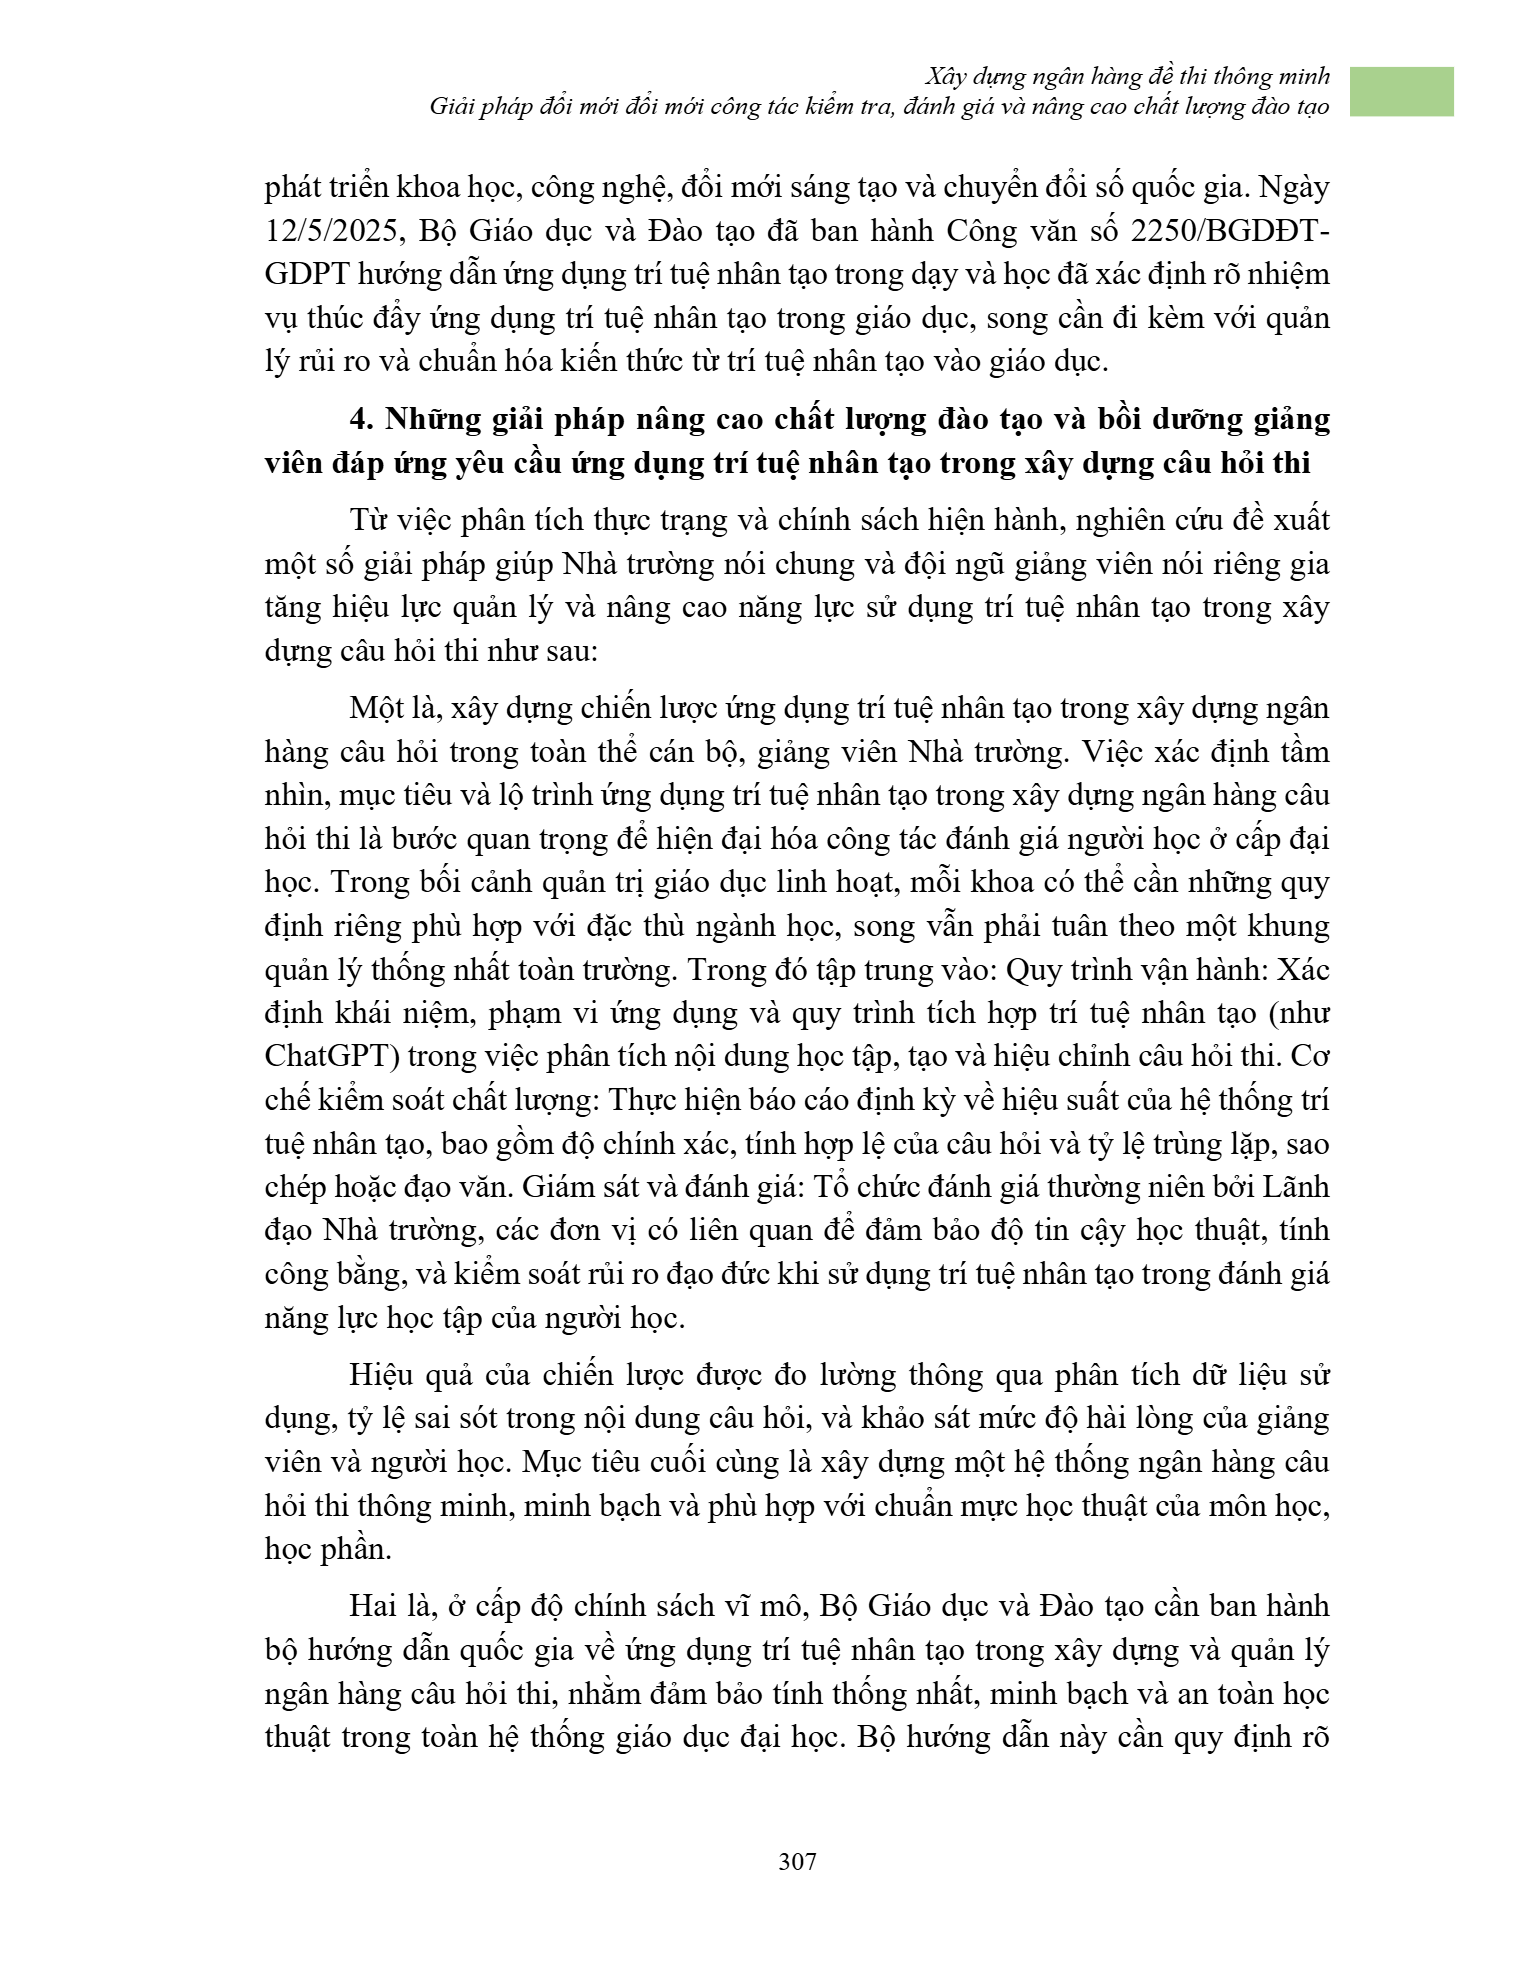 Xây dựng ngân hàng đề thi thông minh
Giải pháp đổi mới đổi mới công tác kiểm tra, đánh giá và nâng cao chất lượng đào tạo
phát triển khoa học, công nghệ, đổi mới sáng tạo và chuyển đổi số quốc gia. Ngày
12/5/2025, Bộ Giáo dục và Đào tạo đã ban hành Công văn số 2250/BGDĐT-
GDPT hướng dẫn ứng dụng trí tuệ nhân tạo trong dạy và học đã xác định rõ nhiệm
vụ thúc đẩy ứng dụng trí tuệ nhân tạo trong giáo dục, song cần đi kèm với quản
lý rủi ro và chuẩn hóa kiến thức từ trí tuệ nhân tạo vào giáo dục.
4. Những giải pháp nâng cao chất lượng đào tạo và bồi dưỡng giảng
viên đáp ứng yêu cầu ứng dụng trí tuệ nhân tạo trong xây dựng câu hỏi thi
Từ việc phân tích thực trạng và chính sách hiện hành, nghiên cứu đề xuất
một số giải pháp giúp Nhà trường nói chung và đội ngũ giảng viên nói riêng gia
tăng hiệu lực quản lý và nâng cao năng lực sử dụng trí tuệ nhân tạo trong xây
dựng câu hỏi thi như sau:
Một là, xây dựng chiến lược ứng dụng trí tuệ nhân tạo trong xây dựng ngân
hàng câu hỏi trong toàn thể cán bộ, giảng viên Nhà trường. Việc xác định tầm
nhìn, mục tiêu và lộ trình ứng dụng trí tuệ nhân tạo trong xây dựng ngân hàng câu
hỏi thi là bước quan trọng để hiện đại hóa công tác đánh giá người học ở cấp đại
học. Trong bối cảnh quản trị giáo dục linh hoạt, mỗi khoa có thể cần những quy
định riêng phù hợp với đặc thù ngành học, song vẫn phải tuân theo một khung
quản lý thống nhất toàn trường. Trong đó tập trung vào: Quy trình vận hành: Xác
định khái niệm, phạm vi ứng dụng và quy trình tích hợp trí tuệ nhân tạo (như
ChatGPT) trong việc phân tích nội dung học tập, tạo và hiệu chỉnh câu hỏi thi. Cơ
chế kiểm soát chất lượng: Thực hiện báo cáo định kỳ về hiệu suất của hệ thống trí
tuệ nhân tạo, bao gồm độ chính xác, tính hợp lệ của câu hỏi và tỷ lệ trùng lặp, sao
chép hoặc đạo văn. Giám sát và đánh giá: Tổ chức đánh giá thường niên bởi Lãnh
đạo Nhà trường, các đơn vị có liên quan để đảm bảo độ tin cậy học thuật, tính
công bằng, và kiểm soát rủi ro đạo đức khi sử dụng trí tuệ nhân tạo trong đánh giá
năng lực học tập của người học.
Hiệu quả của chiến lược được đo lường thông qua phân tích dữ liệu sử
dụng, tỷ lệ sai sót trong nội dung câu hỏi, và khảo sát mức độ hài lòng của giảng
viên và người học. Mục tiêu cuối cùng là xây dựng một hệ thống ngân hàng câu
hỏi thi thông minh, minh bạch và phù hợp với chuẩn mực học thuật của môn học,
học phần.
Hai là, ở cấp độ chính sách vĩ mô, Bộ Giáo dục và Đào tạo cần ban hành
bộ hướng dẫn quốc gia về ứng dụng trí tuệ nhân tạo trong xây dựng và quản lý
ngân hàng câu hỏi thi, nhằm đảm bảo tính thống nhất, minh bạch và an toàn học
thuật trong toàn hệ thống giáo dục đại học. Bộ hướng dẫn này cần quy định rõ
307